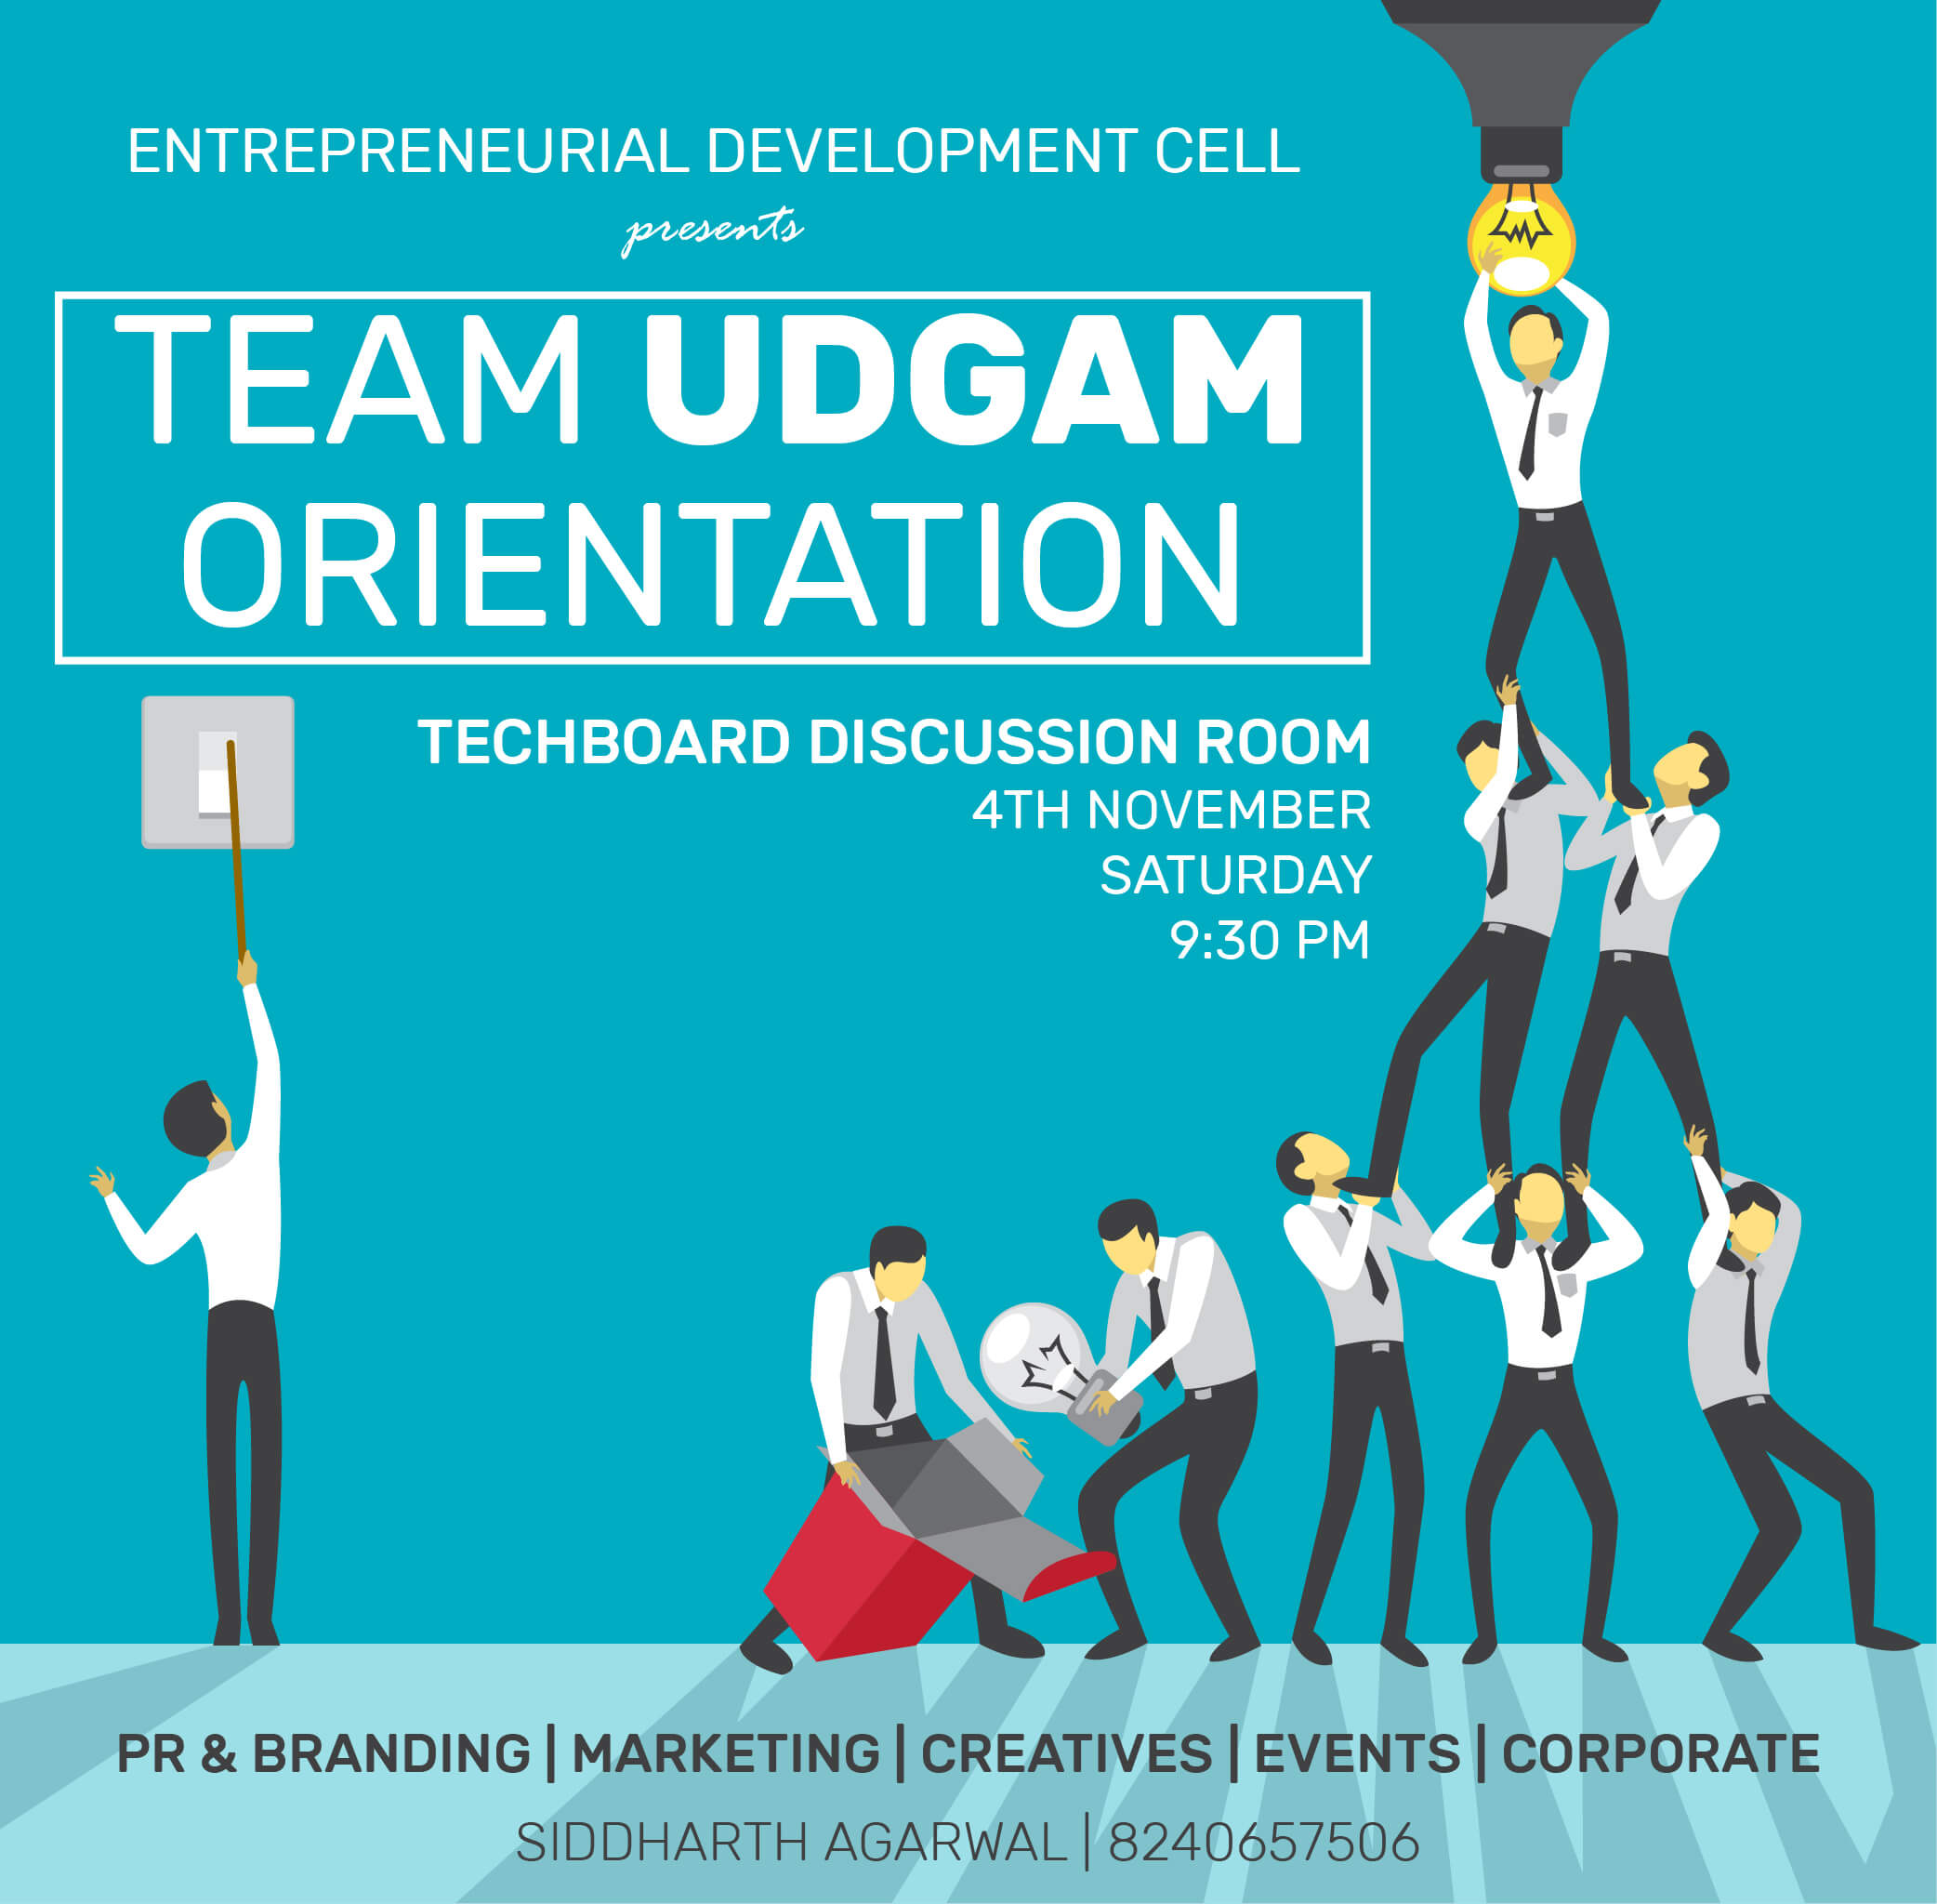 ENTREPRENEURIAL DEVELOPMENT CELL
presents
TEAM UDGAM
ORIENTATION
TECHBOARD DISCUSSION ROOM
4TH NOVEMBER
SATURDAY
9:30 PM
PR & BRANDING | MARKETING | CREATIVES | EVENTS | CORPORATE
SIDDHARTH AGARWAL | 8240657506